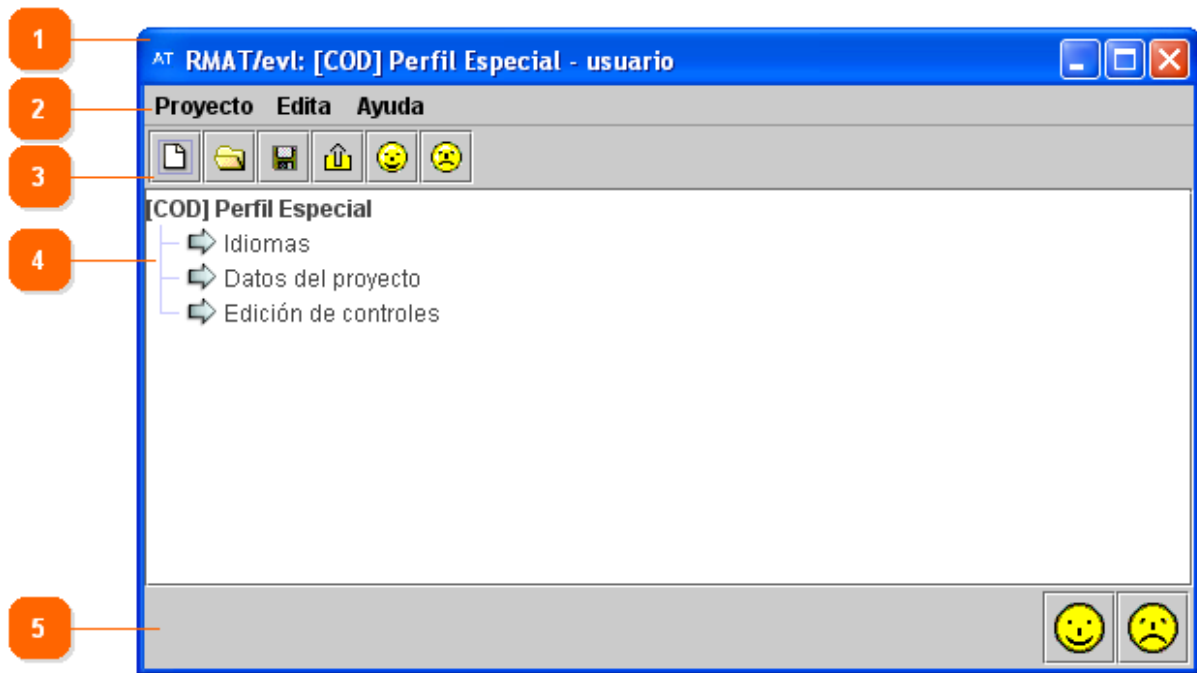 1
AT RMAT/evl: [COD] Perfil Especial - usuario
2
Proyecto Edita Ayuda
3
[COD] Perfil Especial
Idiomas
4
Datos del proyecto
Edición de controles
5